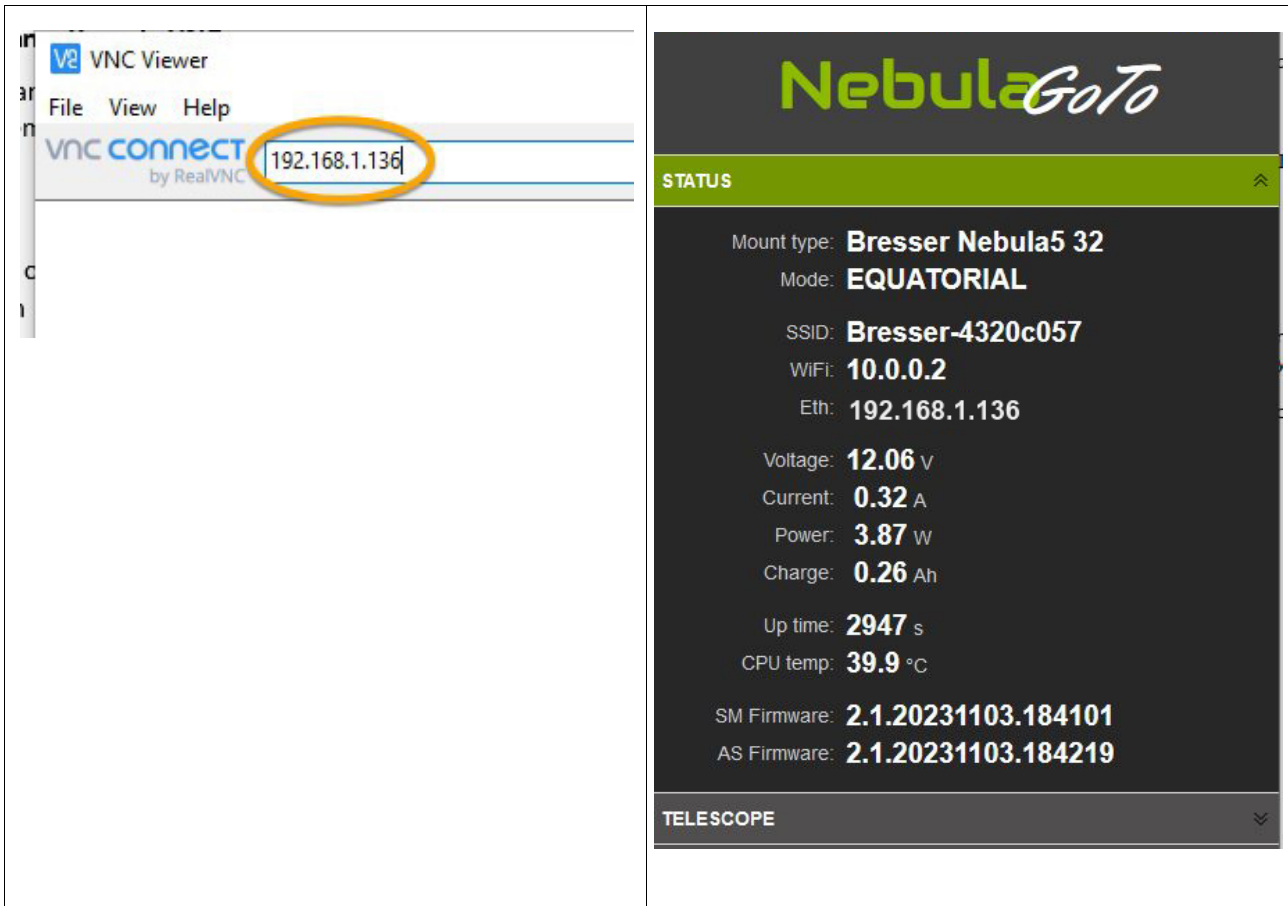 VNC Viewer
File View Help
vnc connect
by RealVNC
192.168.1.136
NebulaGoTo
STATUS
Mount type: Bresser Nebula5 32
Mode: EQUATORIAL
SSID: Bresser-4320c057
WiFi: 10.0.0.2
Eth: 192.168.1.136
Voltage: 12.06 V
Current: 0.32 A
Power: 3.87 W
Charge: 0.26 Ah
Up time: 2947 s
CPU temp: 39.9 °C
SM Firmware: 2.1.20231103.184101
AS Firmware: 2.1.20231103.184219
TELESCOPE